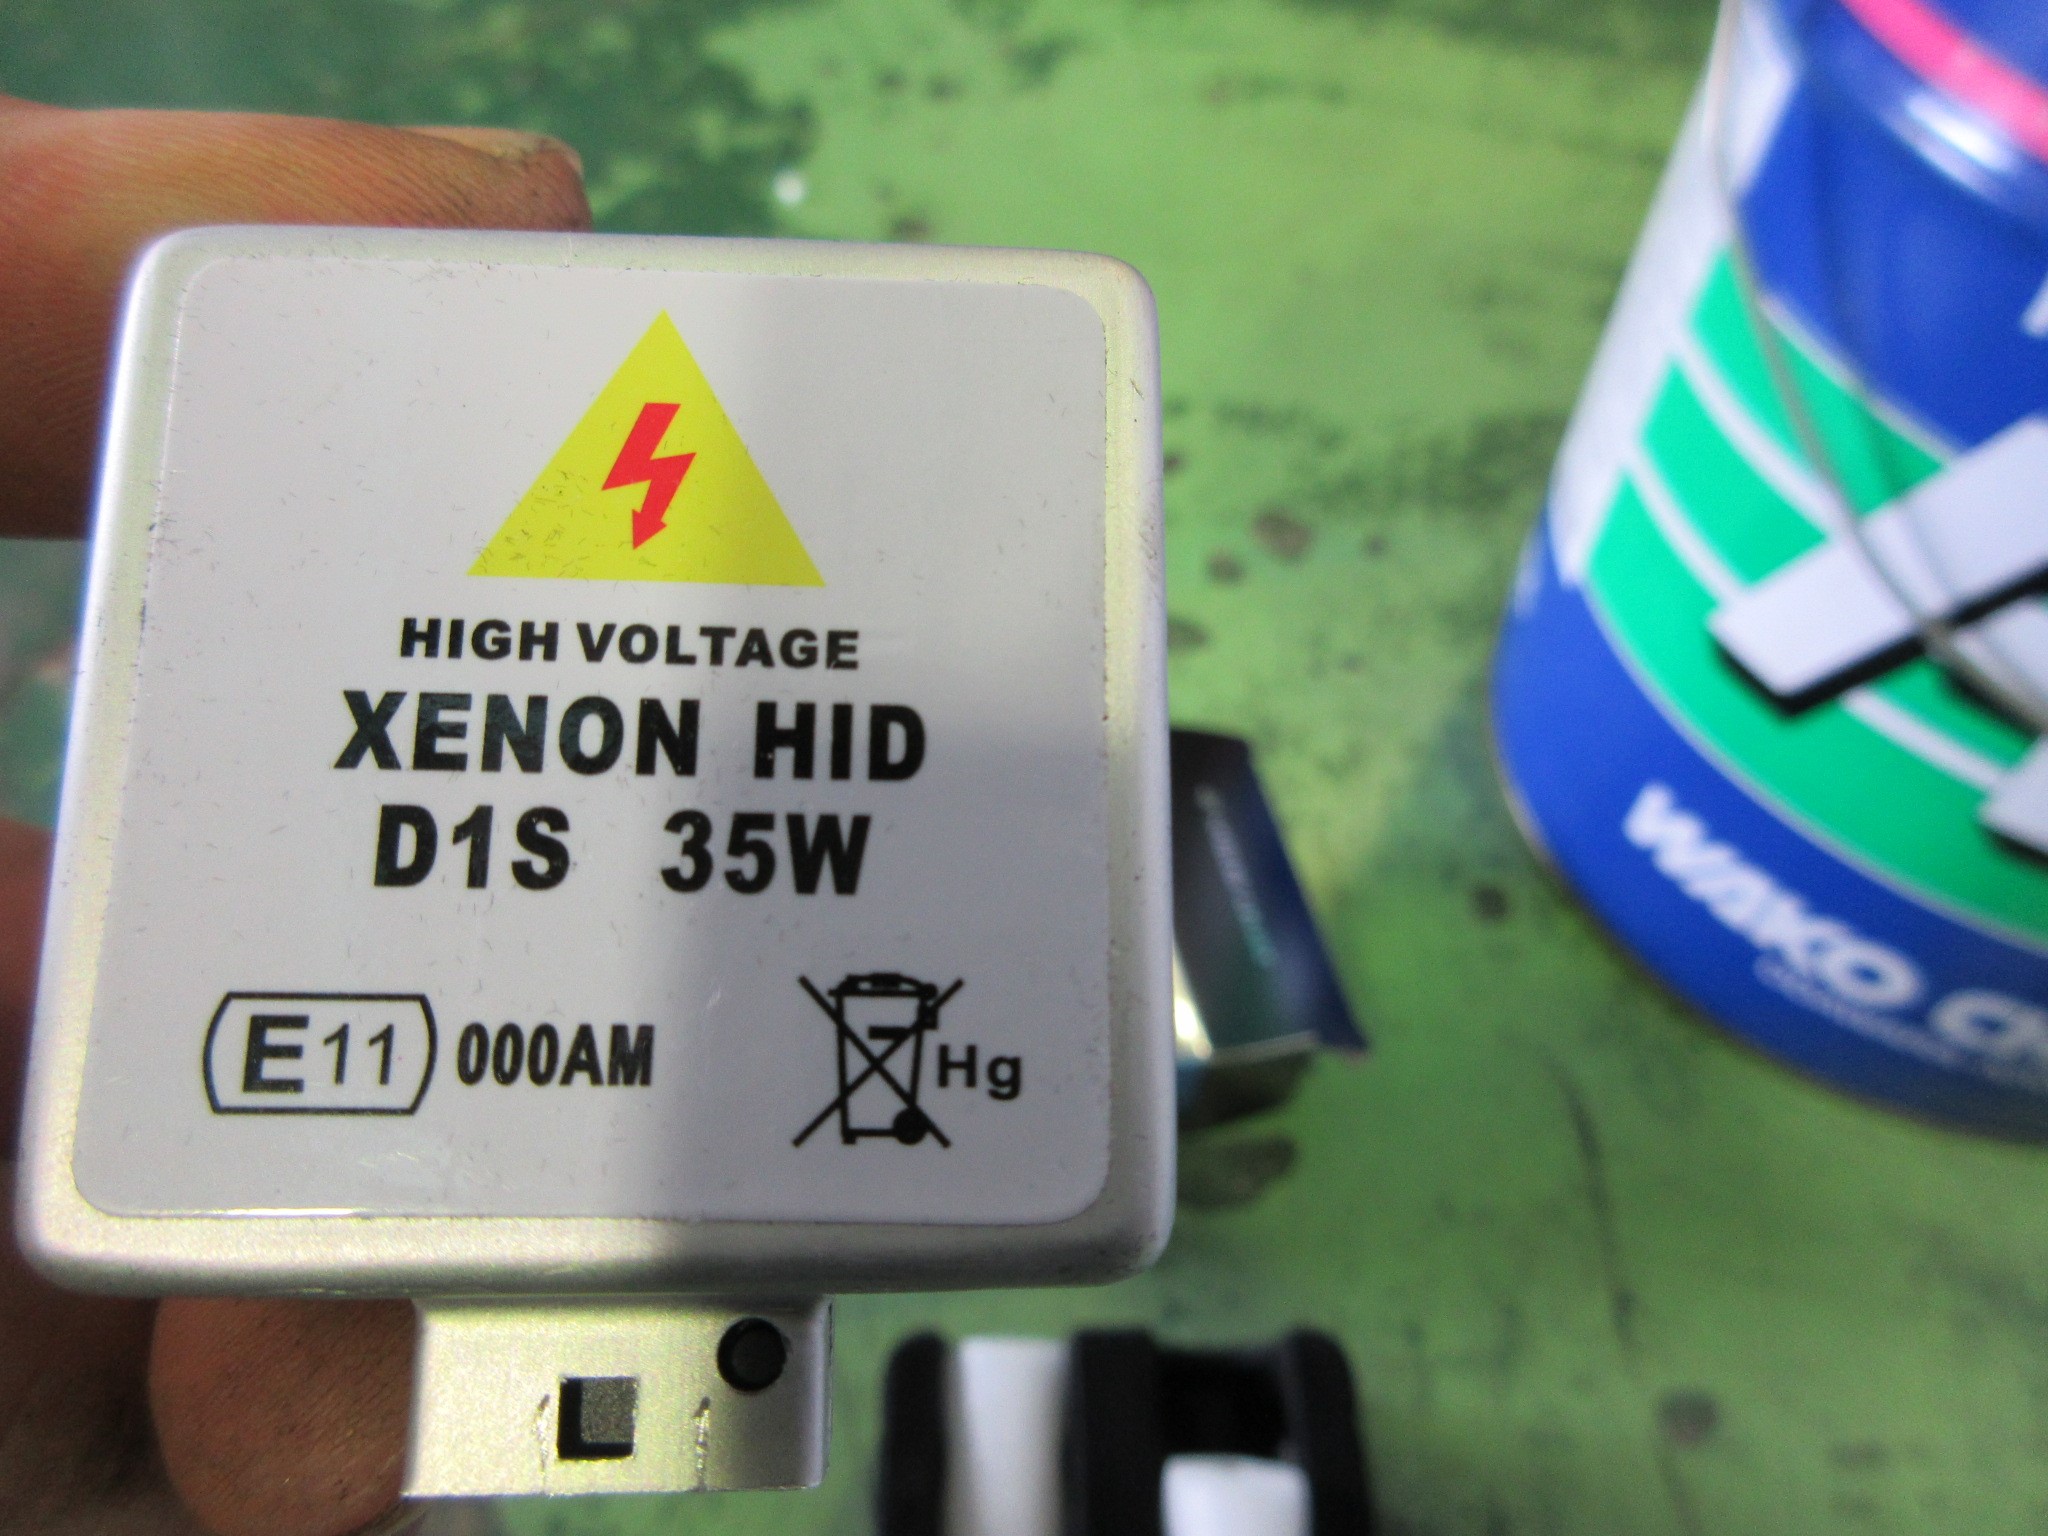 HIGH VOLTAGE
XENON HID
D1S 35W
E11 000AM
Hg
WAKO